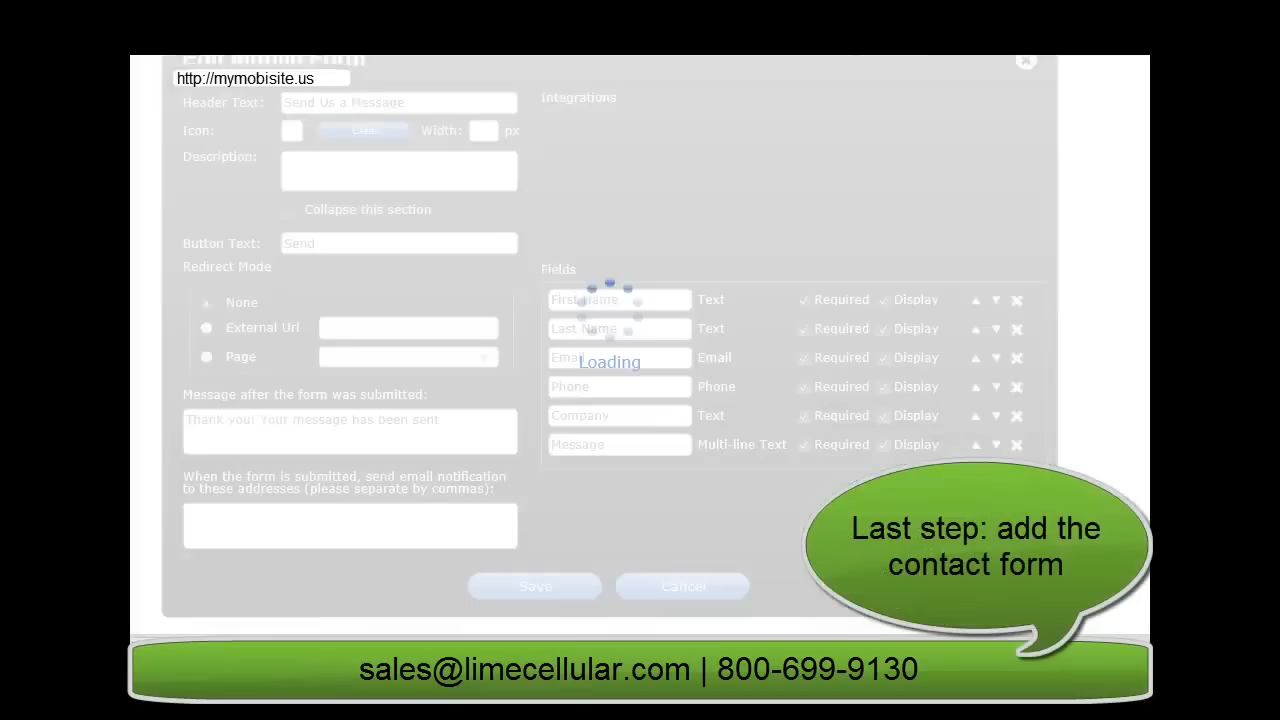 http://mymobisite.us
Header Text: Send Us a Message
Icon: Clear Width: px
Description:
Collapse this section
Button Text: Send
Redirect Mode
None
External Url
Page
Message after the form was submitted:
Thank you! Your message has been sent
When the form is submitted, send email notification
to these addresses (please separate by commas):
Integrations
Fields
First Name Text Required Display
Last Name Text Required Display
Email Email Required Display
Phone Phone Required Display
Company Text Required Display
Message Multi-line Text Required Display
Loading
Save Cancel
Last step: add the
contact form
sales@limecellular.com | 800-699-9130